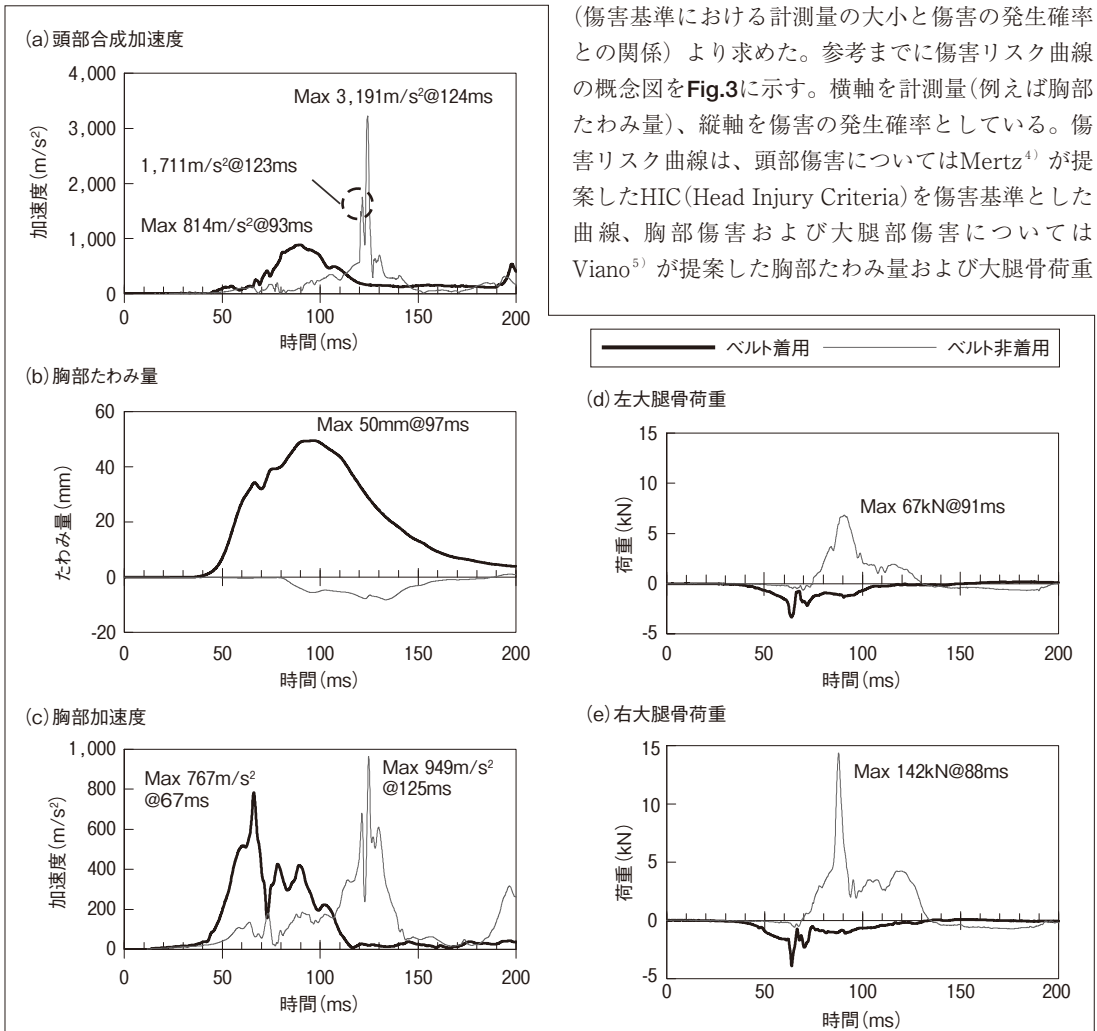 (傷害基準における計測量の大小と傷害の発生確率
との関係)より求めた。参考までに傷害リスク曲線
の概念図をFig.3に示す。横軸を計測量(例えば胸部
たわみ量)、縦軸を傷害の発生確率としている。傷
害リスク曲線は、頭部傷害についてはMertz⁴⁾が提
案したHIC(Head Injury Criteria)を傷害基準とした
曲線、胸部傷害および大腿部傷害については
Viano⁵⁾が提案した胸部たわみ量および大腿骨荷重
(a)頭部合成加速度
加速度(m/s²)
4,000
3,000
2,000
1,000
0
Max 3,191m/s²@124ms
1,711m/s²@123ms
Max 814m/s²@93ms
0 50 100 150 200
時間(ms)
(b)胸部たわみ量
たわみ量(mm)
60
40
20
0
-20
Max 50mm@97ms
0 50 100 150 200
時間(ms)
(c)胸部加速度
加速度(m/s²)
1,000
800
600
400
200
0
Max 767m/s²
@67ms
Max 949m/s²
@125ms
0 50 100 150 200
時間(ms)
ベルト着用 ベルト非着用
(d)左大腿骨荷重
荷重(kN)
15
10
5
0
-5
Max 67kN@91ms
0 50 100 150 200
時間(ms)
(e)右大腿骨荷重
荷重(kN)
15
10
5
0
-5
Max 142kN@88ms
0 50 100 150 200
時間(ms)